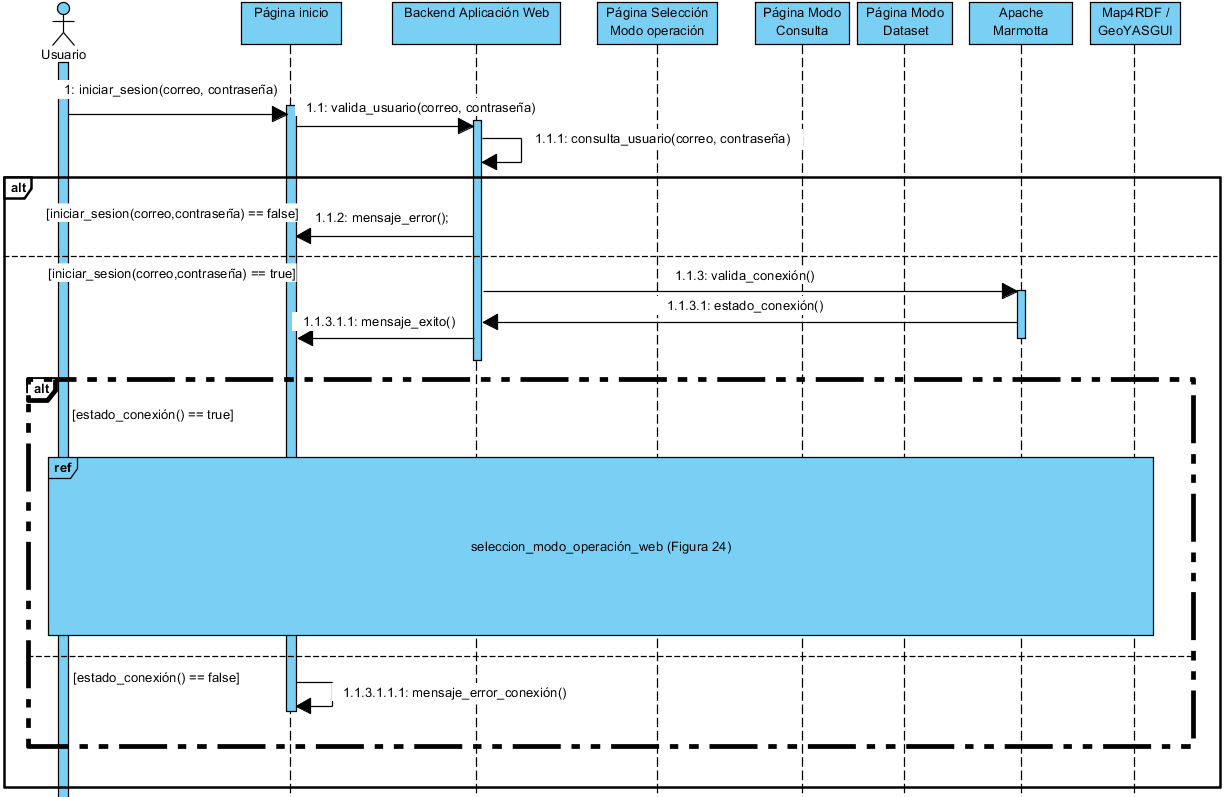 Usuario
Página inicio
Backend Aplicación Web
Página Selección
Modo operación
Página Modo
Consulta
Página Modo
Dataset
Apache
Marmotta
Map4RDF /
GeoYASGUI
1: iniciar_sesion(correo, contraseña)
1.1: valida_usuario(correo, contraseña)
1.1.1: consulta_usuario(correo, contraseña)
alt
[iniciar_sesion(correo,contraseña) == false]
1.1.2: mensaje_error();
[iniciar_sesion(correo,contraseña) == true]
1.1.3: valida_conexión()
1.1.3.1: estado_conexión()
1.1.3.1.1: mensaje_exito()
alt
[estado_conexión() == true]
ref
seleccion_modo_operación_web (Figura 24)
[estado_conexión() == false]
1.1.3.1.1.1: mensaje_error_conexión()